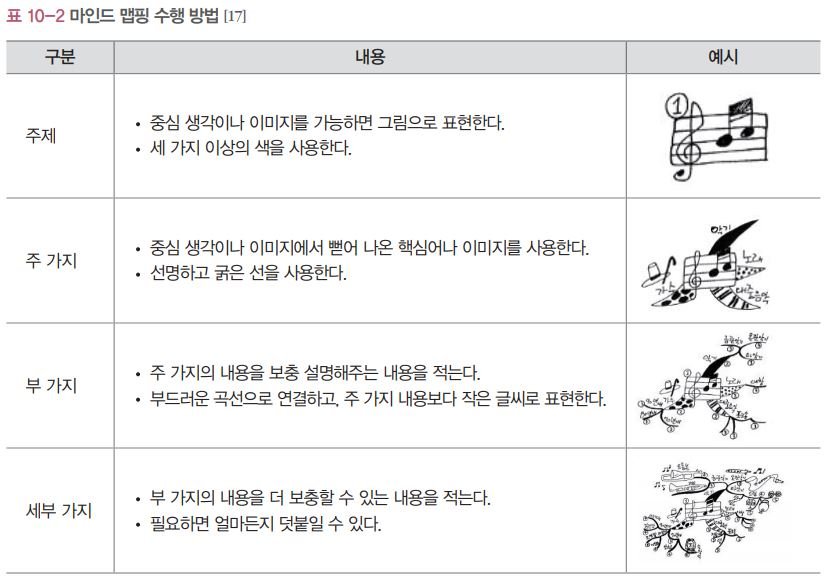 표 10-2 마인드 맵핑 수행 방법 [17]
구분 내용 예시
주제
• 중심 생각이나 이미지를 가능하면 그림으로 표현한다.
• 세 가지 이상의 색을 사용한다.
1
주 가지
• 중심 생각이나 이미지에서 뻗어 나온 핵심어나 이미지를 사용한다.
• 선명하고 굵은 선을 사용한다.
악기
노래
가수
대중음악
부 가지
• 주 가지의 내용을 보충 설명해주는 내용을 적는다.
• 부드러운 곡선으로 연결하고, 주 가지 내용보다 작은 글씨로 표현한다.
악기
노래
가수
세부 가지
• 부 가지의 내용을 더 보충할 수 있는 내용을 적는다.
• 필요하면 얼마든지 덧붙일 수 있다.